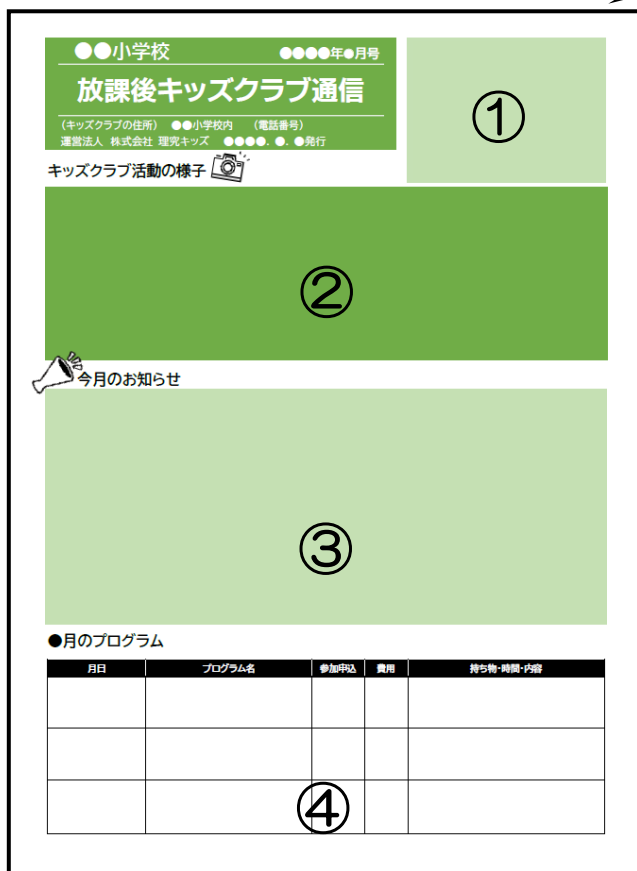 ●●小学校 ●●●●年●月号
放課後キッズクラブ通信
(キッズクラブの住所) ●●小学校内 (電話番号)
運営法人 株式会社 理究キッズ ●●●●.●.●発行
①
キッズクラブ活動の様子
②
今月のお知らせ
③
●月のプログラム
月日 プログラム名 参加申込 費用 持ち物・時間・内容
④